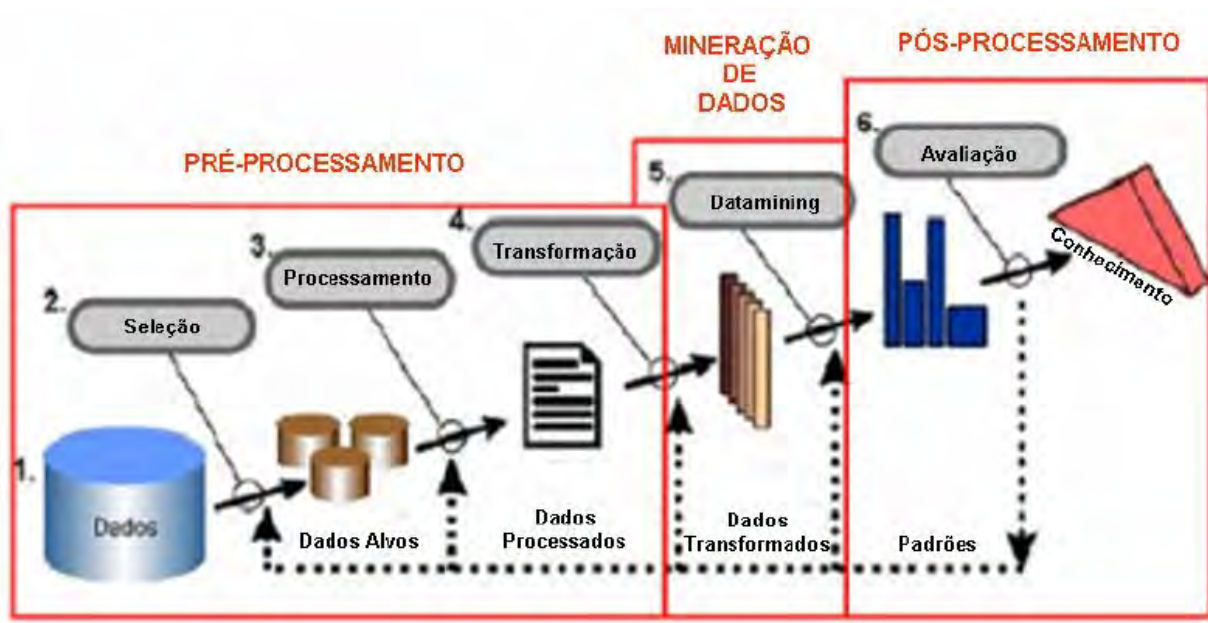 MINERAÇÃO
DE
DADOS
PÓS-PROCESSAMENTO
PRÉ-PROCESSAMENTO
1.
Dados
2.
Seleção
Dados Alvos
3.
Processamento
Dados
Processados
4.
Transformação
Dados
Transformados
5.
Datamining
Padrões
6.
Avaliação
Conhecimento